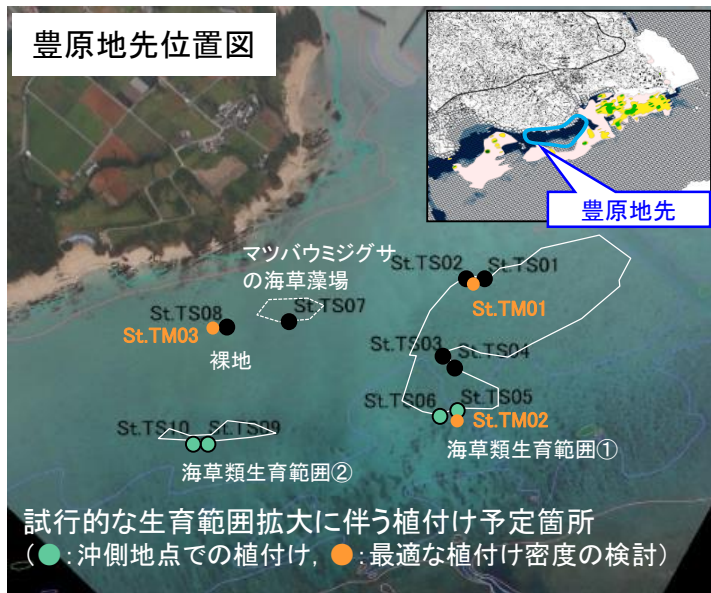 豊原地先位置図
豊原地先
マツバウミジグサ
の海草藻場
St.TS02 St.TS01
St.TM01
St.TS08
St.TS07
St.TM03
裸地
St.TS03
St.TS04
St.TS06
St.TS05
St.TM02
St.TS10 St.TS09
海草類生育範囲①
海草類生育範囲②
試行的な生育範囲拡大に伴う植付け予定箇所
(●:沖側地点での植付け, ●:最適な植付け密度の検討)